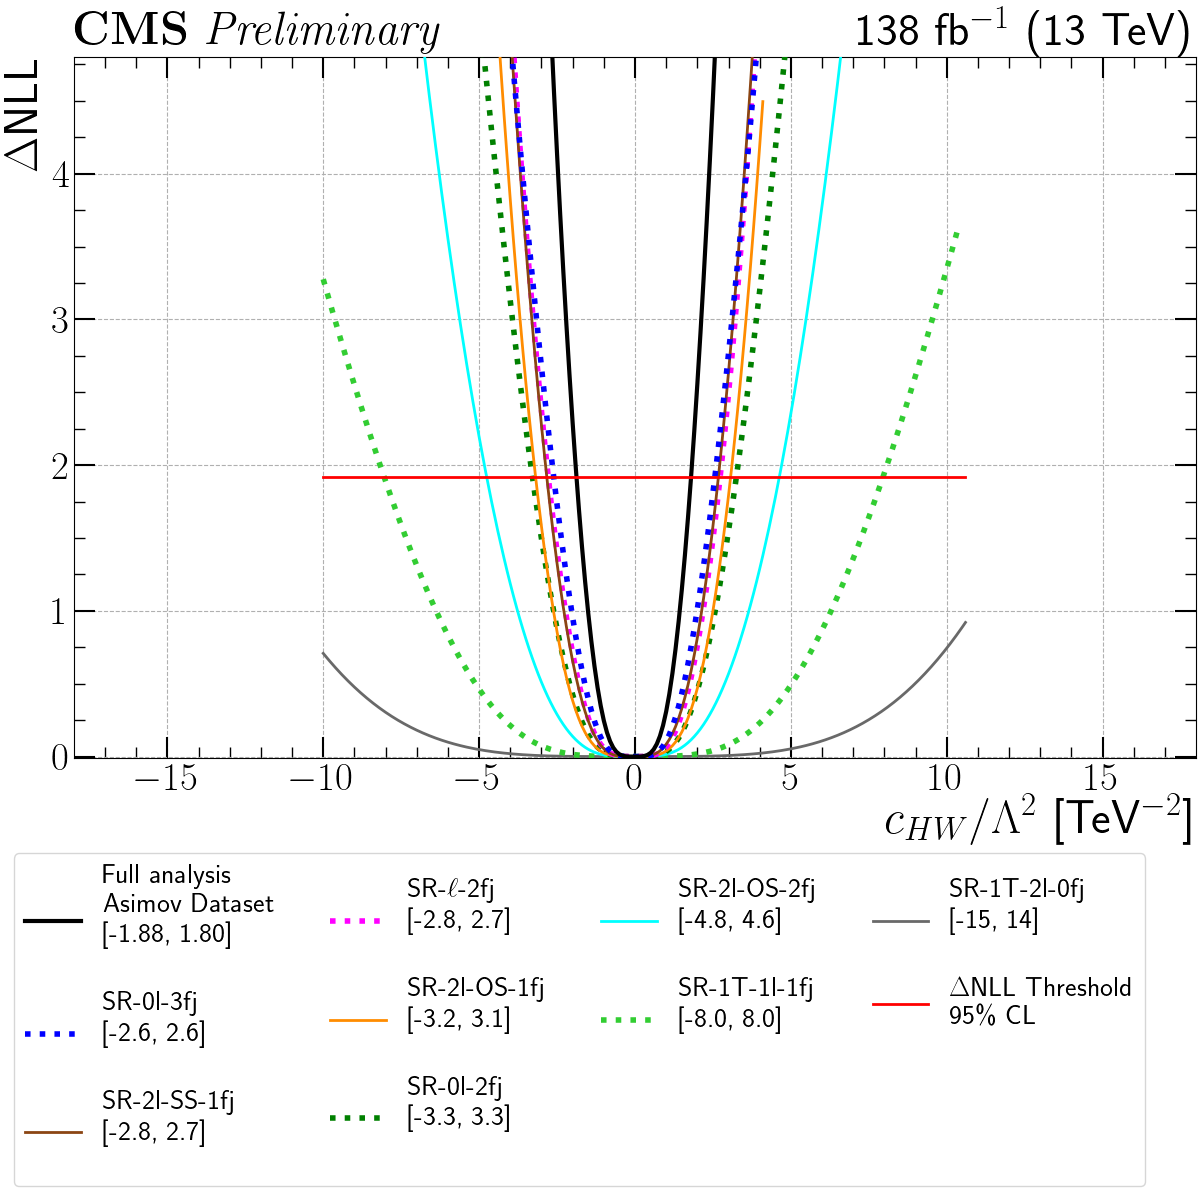 CMS Preliminary 138 fb⁻¹ (13 TeV)
ΔNLL
4
3
2
1
0
−15 −10 −5 0 5 10 15
c_HW/Λ² [TeV⁻²]
Full analysis
Asimov Dataset
[-1.88, 1.80]
SR-0l-3fj
[-2.6, 2.6]
SR-2l-SS-1fj
[-2.8, 2.7]
SR-ℓ-2fj
[-2.8, 2.7]
SR-2l-OS-1fj
[-3.2, 3.1]
SR-0l-2fj
[-3.3, 3.3]
SR-2l-OS-2fj
[-4.8, 4.6]
SR-1T-1l-1fj
[-8.0, 8.0]
SR-1T-2l-0fj
[-15, 14]
ΔNLL Threshold
95% CL